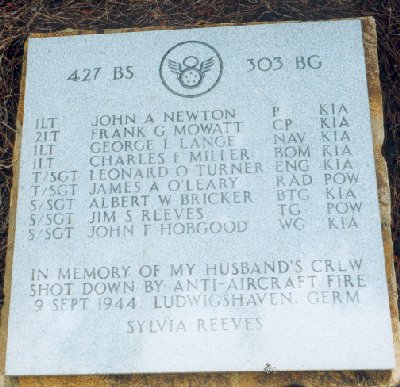 427 BS 303 BG
1LT JOHN A NEWTON P KIA
2LT FRANK G MOWATT CP KIA
1LT GEORGE L LANGE NAV KIA
1LT CHARLES F MILLER BOM KIA
T/SGT LEONARD O TURNER ENG KIA
T/SGT JAMES A O'LEARY RAD POW
S/SGT ALBERT W BRICKER BTG KIA
S/SGT JIM S REEVES TG POW
S/SGT JOHN F HOBGOOD WG KIA
IN MEMORY OF MY HUSBAND'S CREW
SHOT DOWN BY ANTI-AIRCRAFT FIRE
9 SEPT 1944 LUDWIGSHAVEN, GERM
SYLVIA REEVES